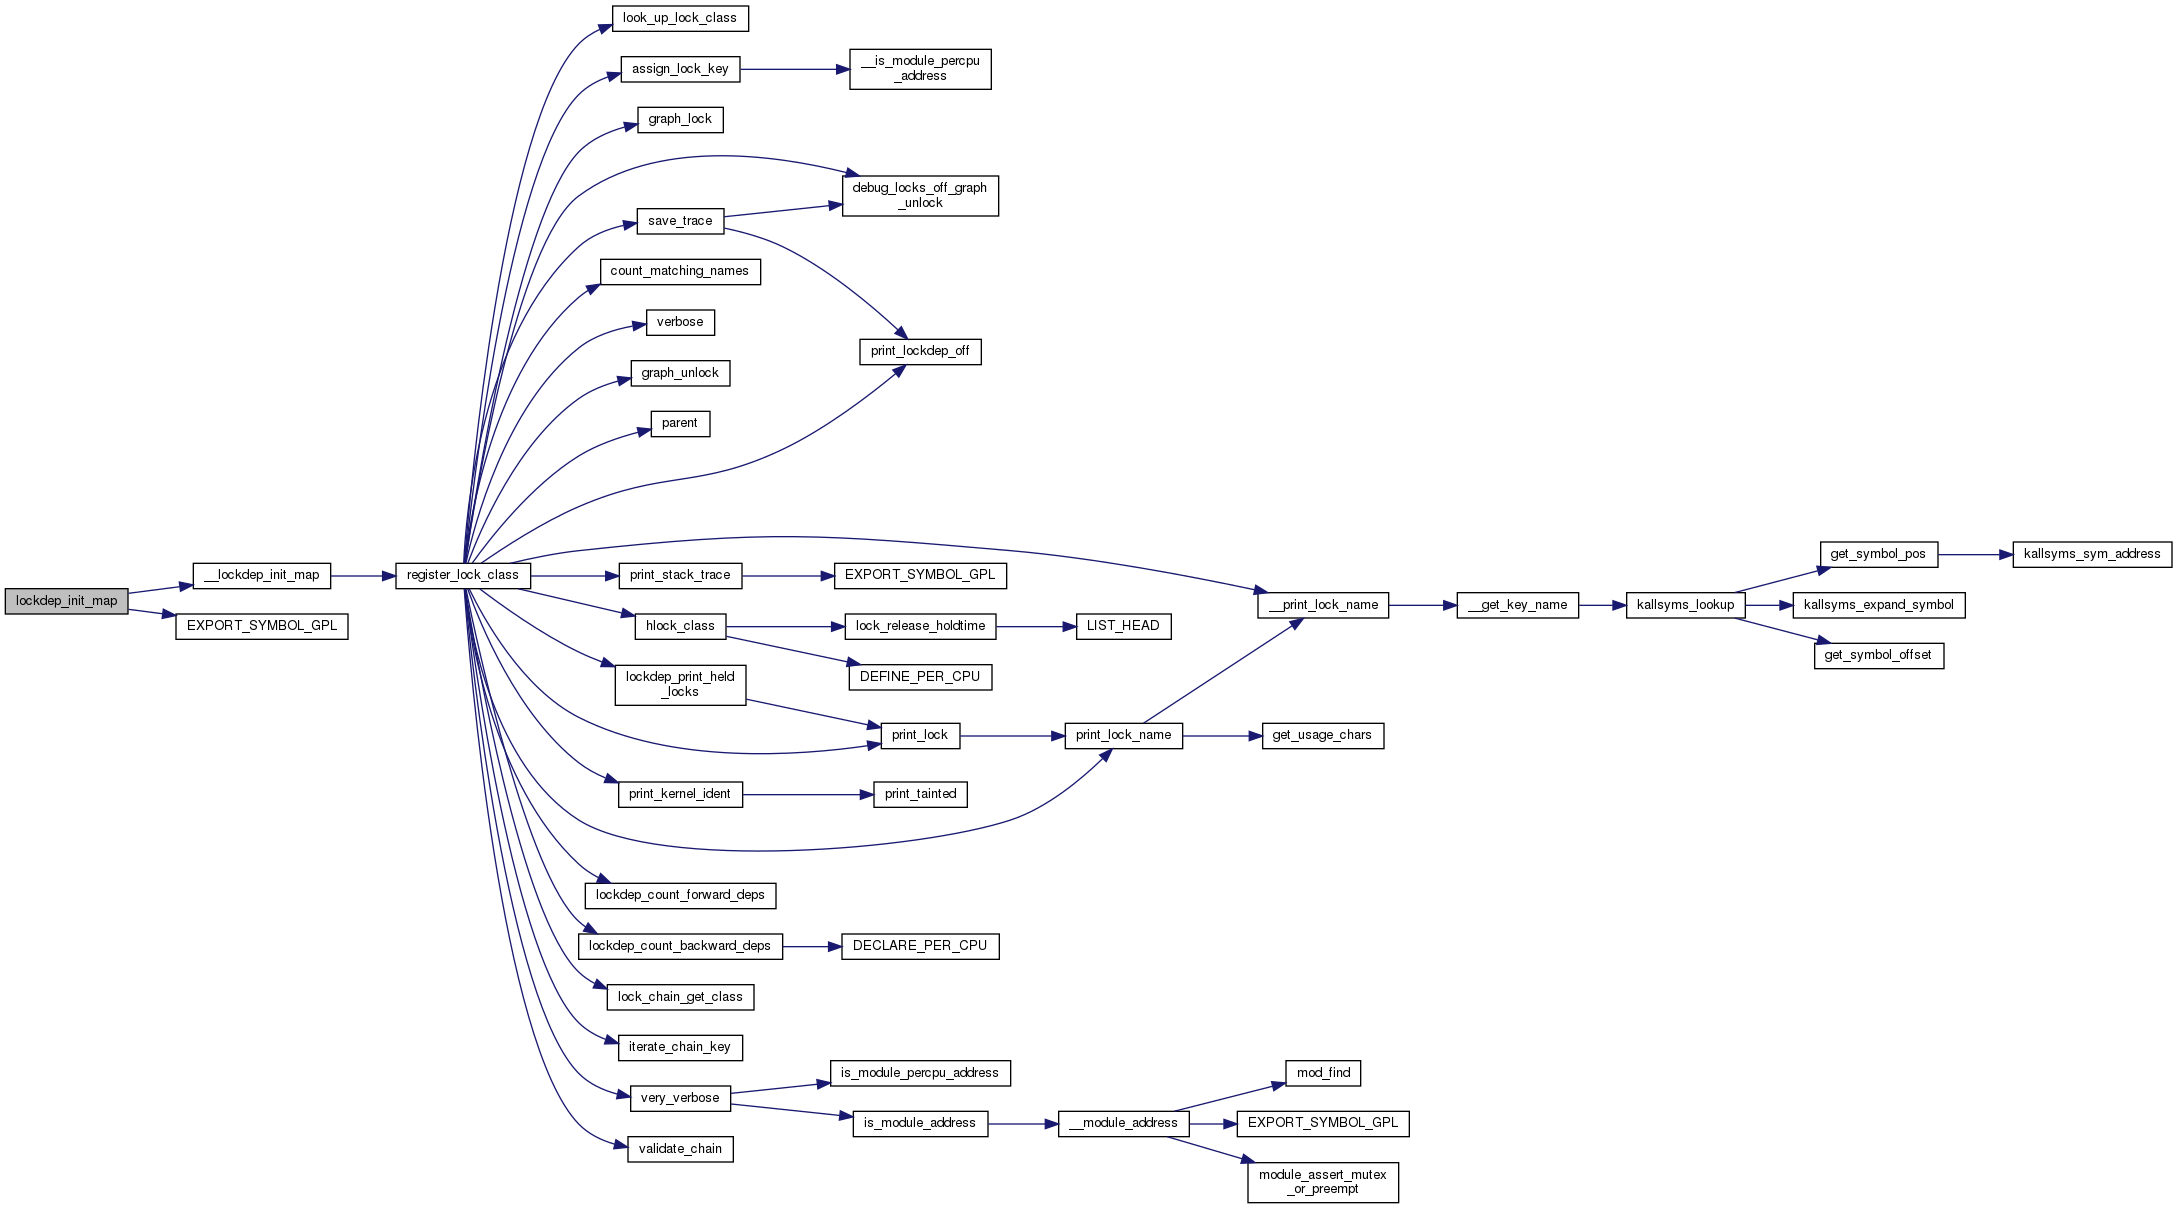 look_up_lock_class
assign_lock_key
__is_module_percpu
_address
graph_lock
debug_locks_off_graph
_unlock
save_trace
count_matching_names
verbose
print_lockdep_off
graph_unlock
parent
lockdep_init_map
__lockdep_init_map
EXPORT_SYMBOL_GPL
register_lock_class
print_stack_trace
EXPORT_SYMBOL_GPL
hlock_class
lock_release_holdtime
LIST_HEAD
DEFINE_PER_CPU
__print_lock_name
__get_key_name
kallsyms_lookup
get_symbol_pos
kallsyms_sym_address
kallsyms_expand_symbol
get_symbol_offset
lockdep_print_held
_locks
print_lock
print_lock_name
get_usage_chars
print_kernel_ident
print_tainted
lockdep_count_forward_deps
lockdep_count_backward_deps
DECLARE_PER_CPU
lock_chain_get_class
iterate_chain_key
very_verbose
is_module_percpu_address
is_module_address
__module_address
mod_find
EXPORT_SYMBOL_GPL
module_assert_mutex
_or_preempt
validate_chain